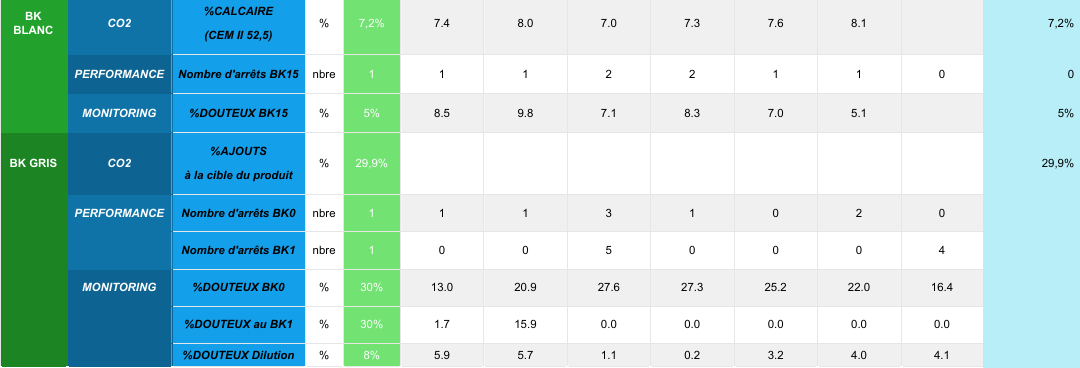 BK BLANC CO2 %CALCAIRE (CEM II 52,5) % 7,2% 7.4 8.0 7.0 7.3 7.6 8.1 7,2%
PERFORMANCE Nombre d'arrêts BK15 nbre 1 1 1 2 2 1 1 0 0
MONITORING %DOUTEUX BK15 % 5% 8.5 9.8 7.1 8.3 7.0 5.1 5%
BK GRIS CO2 %AJOUTS à la cible du produit % 29,9% 29,9%
PERFORMANCE Nombre d'arrêts BK0 nbre 1 1 1 3 1 0 2 0
Nombre d'arrêts BK1 nbre 1 0 0 5 0 0 0 4
MONITORING %DOUTEUX BK0 % 30% 13.0 20.9 27.6 27.3 25.2 22.0 16.4
%DOUTEUX au BK1 % 30% 1.7 15.9 0.0 0.0 0.0 0.0 0.0
%DOUTEUX Dilution % 8% 5.9 5.7 1.1 0.2 3.2 4.0 4.1